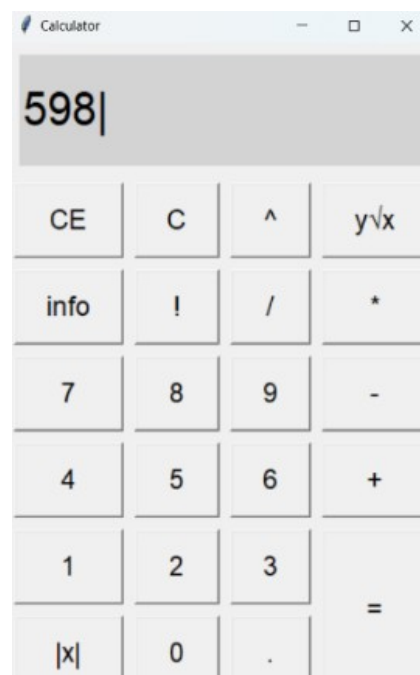 Calculator
598|
CE C ^ y√x
info ! / *
7 8 9 -
4 5 6 +
1 2 3
=
|x| 0 .